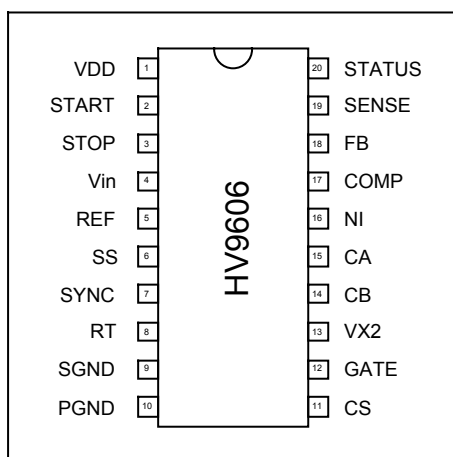 VDD 1 20 STATUS
START 2 19 SENSE
STOP 3 18 FB
Vin 4 17 COMP
REF 5 16 NI
SS 6 15 CA
SYNC 7 14 CB
RT 8 13 VX2
SGND 9 12 GATE
PGND 10 11 CS
HV9606